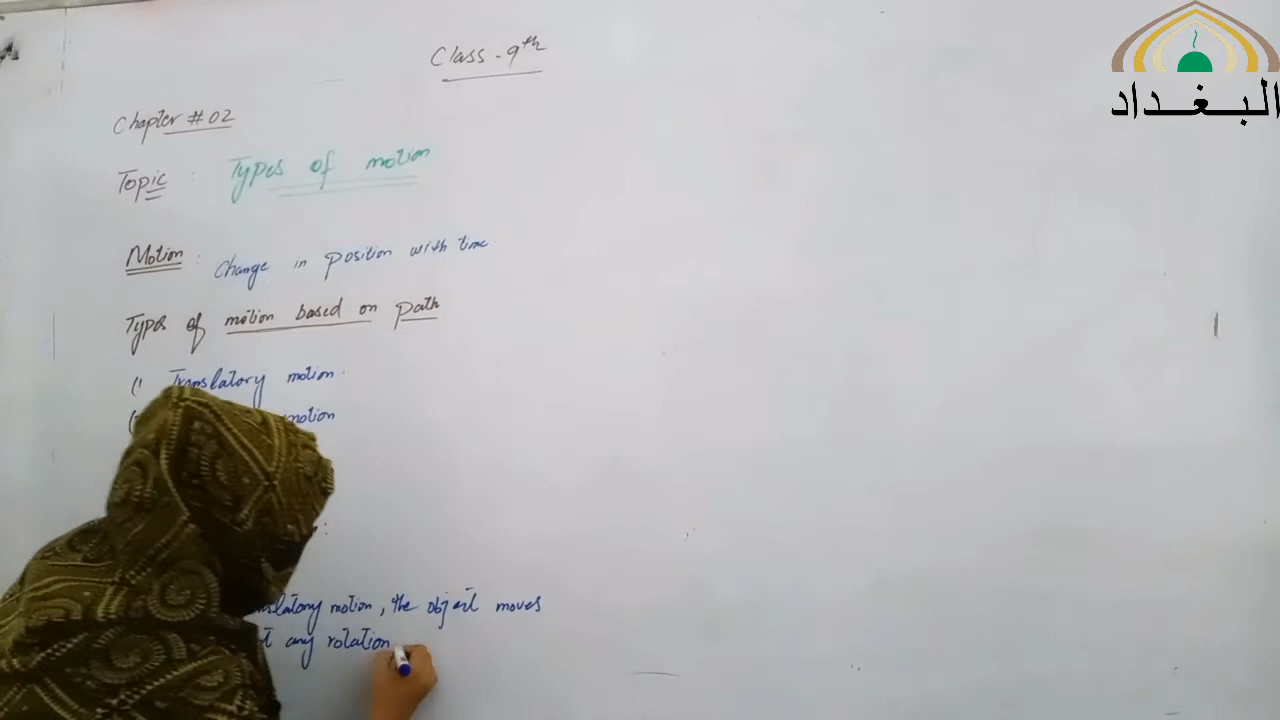 Class - 9th
البغداد
Chapter # 02
Topic : Types of motion
Motion : Change in position with time
Types of motion based on path
(1 Translatory motion
motion
:
motion, the object moves
any rotation